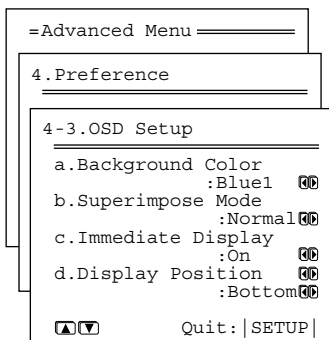 =Advanced Menu
4.Preference
4-3.OSD Setup
a.Background Color
:Blue1
b.Superimpose Mode
:Normal
c.Immediate Display
:On
d.Display Position
:Bottom
Quit:|SETUP|